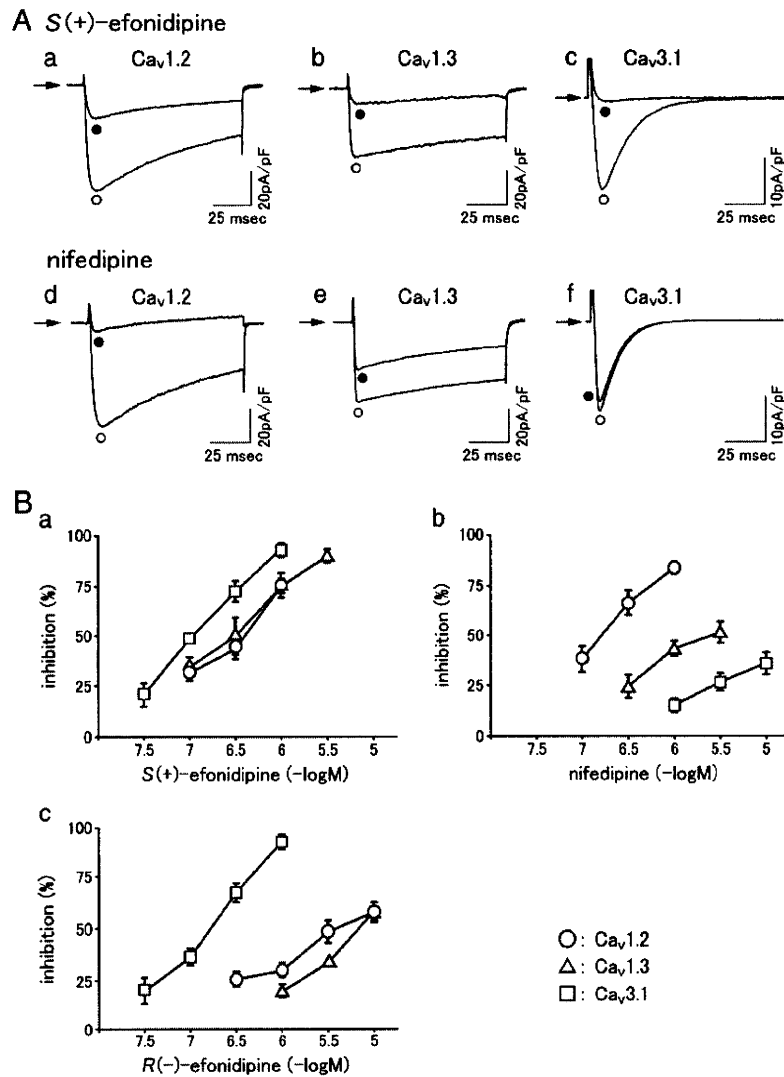 A S(+)-efonidipine
a Cav1.2
b Cav1.3
c Cav3.1
20pA/pF
25 msec
20pA/pF
25 msec
10pA/pF
25 msec
nifedipine
d Cav1.2
e Cav1.3
f Cav3.1
20pA/pF
25 msec
20pA/pF
25 msec
10pA/pF
25 msec
B
a
100
75
50
25
0
inhibition (%)
7.5 7 6.5 6 5.5 5
S(+)-efonidipine (-logM)
b
100
75
50
25
0
inhibition (%)
7.5 7 6.5 6 5.5 5
nifedipine (-logM)
c
100
75
50
25
0
inhibition (%)
7.5 7 6.5 6 5.5 5
R(-)-efonidipine (-logM)
: Cav1.2
: Cav1.3
: Cav3.1